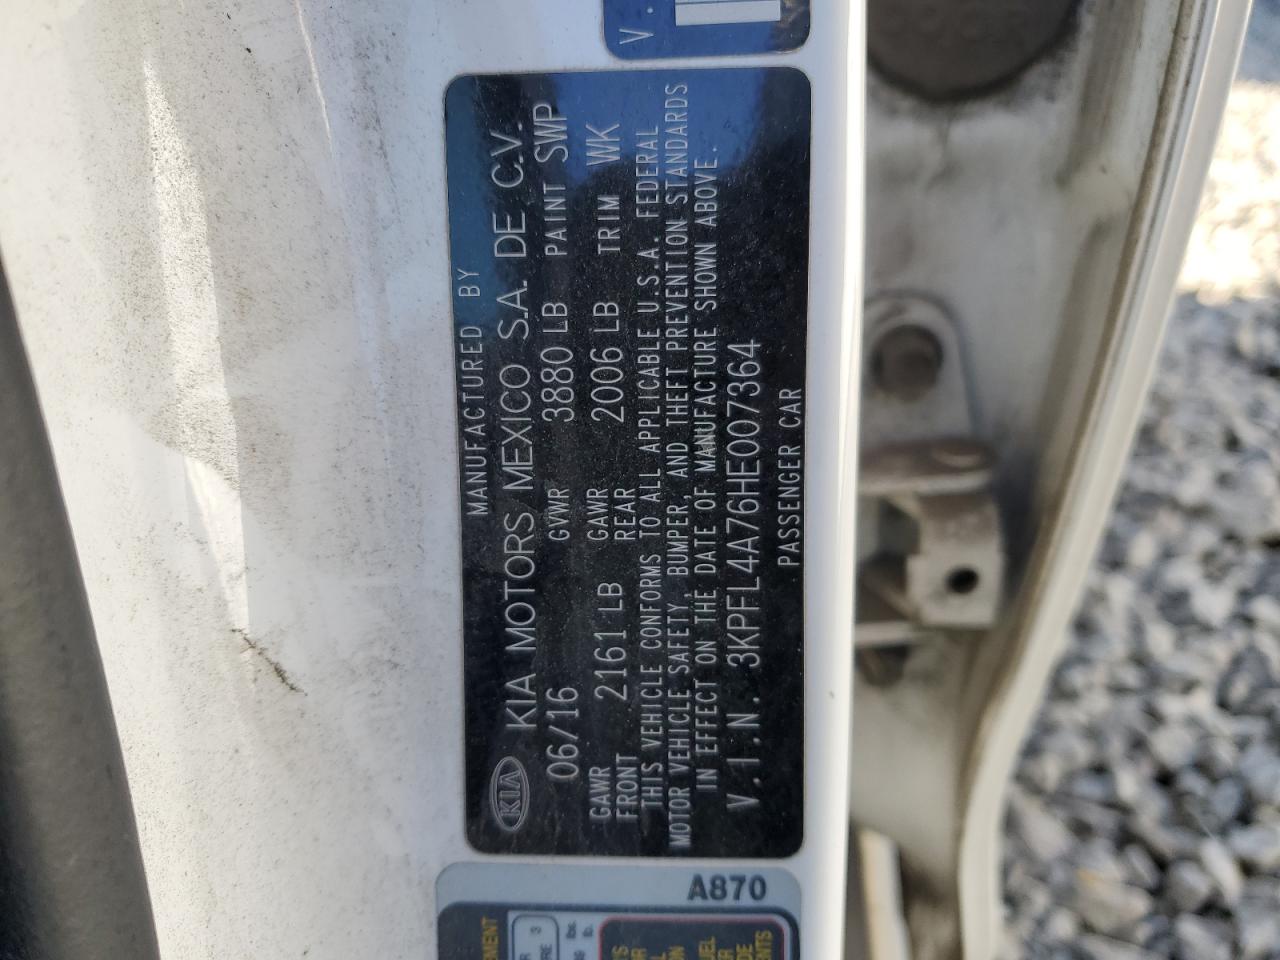 V.
MANUFACTURED BY
KIA KIA MOTORS MEXICO S.A. DE C.V.
06/16 GVWR 3880 LB PAINT SWP
GAWR FRONT 2161 LB GAWR REAR 2006 LB TRIM WK
THIS VEHICLE CONFORMS TO ALL APPLICABLE U.S.A. FEDERAL
MOTOR VEHICLE SAFETY, BUMPER, AND THEFT PREVENTION STANDARDS
IN EFFECT ON THE DATE OF MANUFACTURE SHOWN ABOVE.
V.I.N. 3KPFL4A76HE007364
PASSENGER CAR
A870